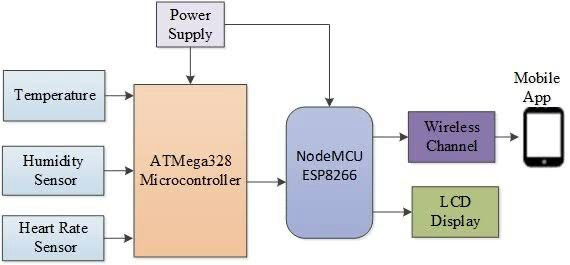 Power
Supply
Mobile
App
Temperature
Humidity
Sensor
Heart Rate
Sensor
ATMega328
Microcontroller
NodeMCU
ESP8266
Wireless
Channel
LCD
Display